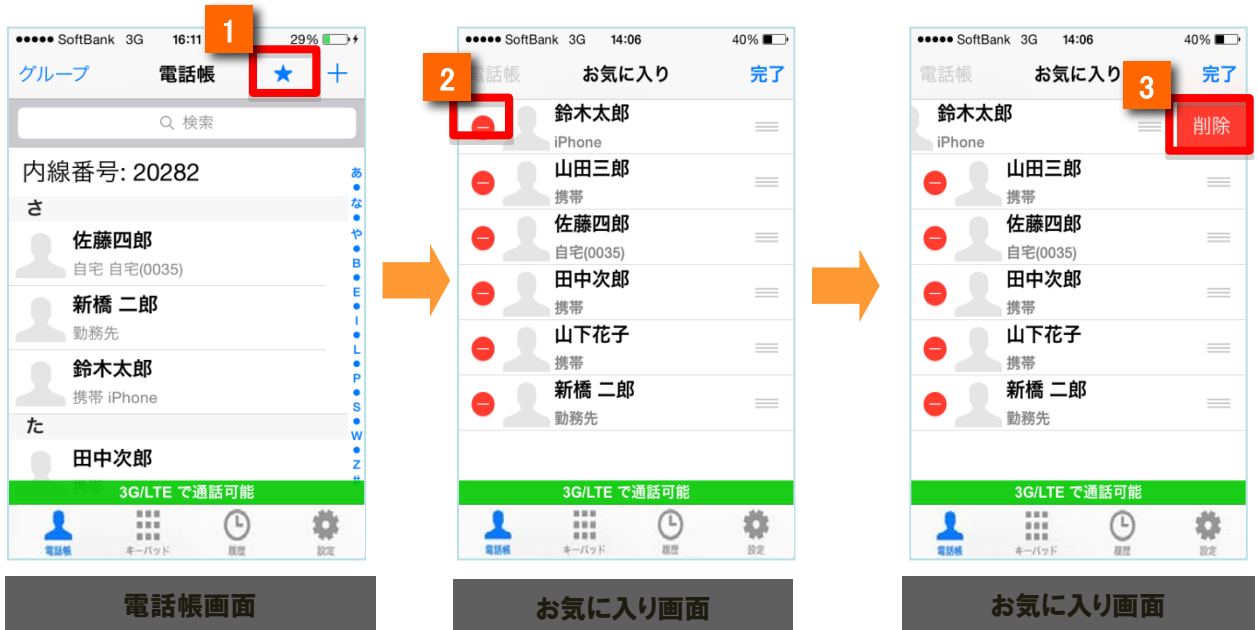 1
SoftBank 3G 16:11 29%
グループ 電話帳 ★ +
検索
内線番号: 20282
さ
佐藤四郎
自宅 自宅(0035)
新橋 二郎
勤務先
鈴木太郎
携帯 iPhone
た
田中次郎
携帯
あ
な
や
B
E
I
L
P
S
W
Z
#
3G/LTE で通話可能
電話帳 キーパッド 履歴 設定
電話帳画面
2
SoftBank 3G 14:06 40%
電話帳 お気に入り 完了
鈴木太郎
iPhone
山田三郎
携帯
佐藤四郎
自宅(0035)
田中次郎
携帯
山下花子
携帯
新橋 二郎
勤務先
3G/LTE で通話可能
電話帳 キーパッド 履歴 設定
お気に入り画面
3
SoftBank 3G 14:06 40%
電話帳 お気に入り 完了
鈴木太郎
iPhone
削除
山田三郎
携帯
佐藤四郎
自宅(0035)
田中次郎
携帯
山下花子
携帯
新橋 二郎
勤務先
3G/LTE で通話可能
電話帳 キーパッド 履歴 設定
お気に入り画面